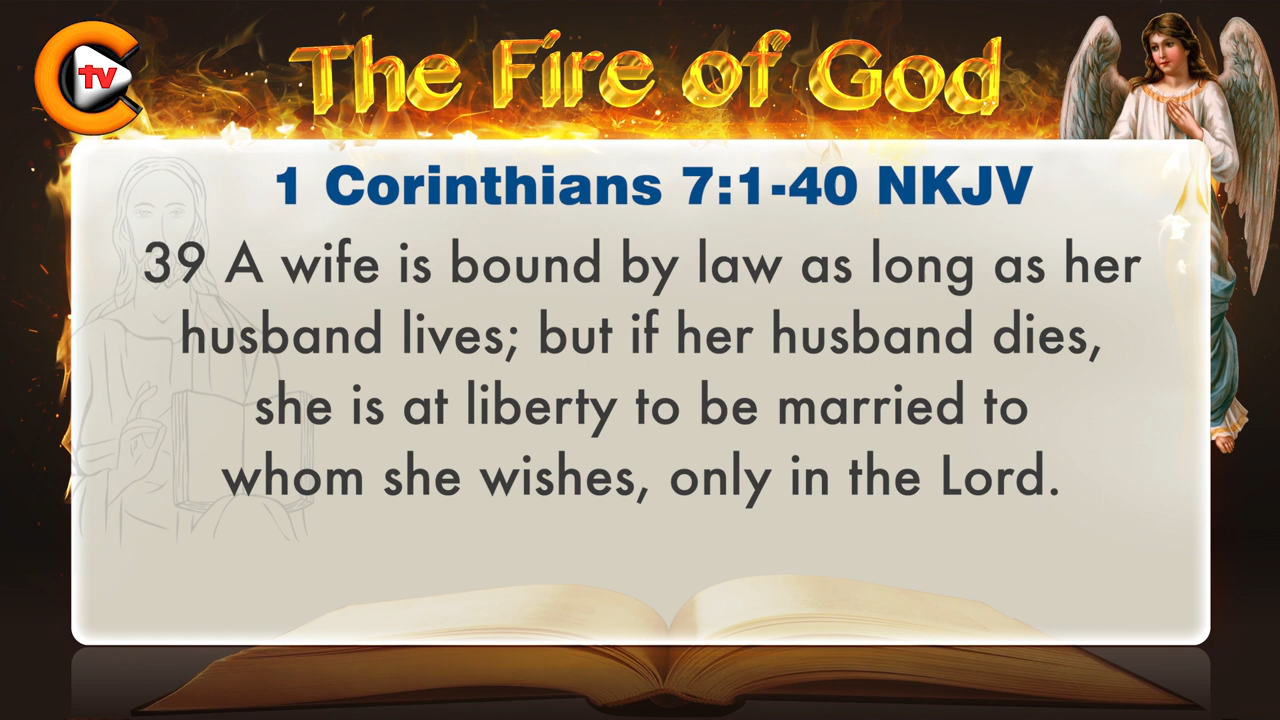 tv
The Fire of God
1 Corinthians 7:1-40 NKJV
39 A wife is bound by law as long as her
husband lives; but if her husband dies,
she is at liberty to be married to
whom she wishes, only in the Lord.